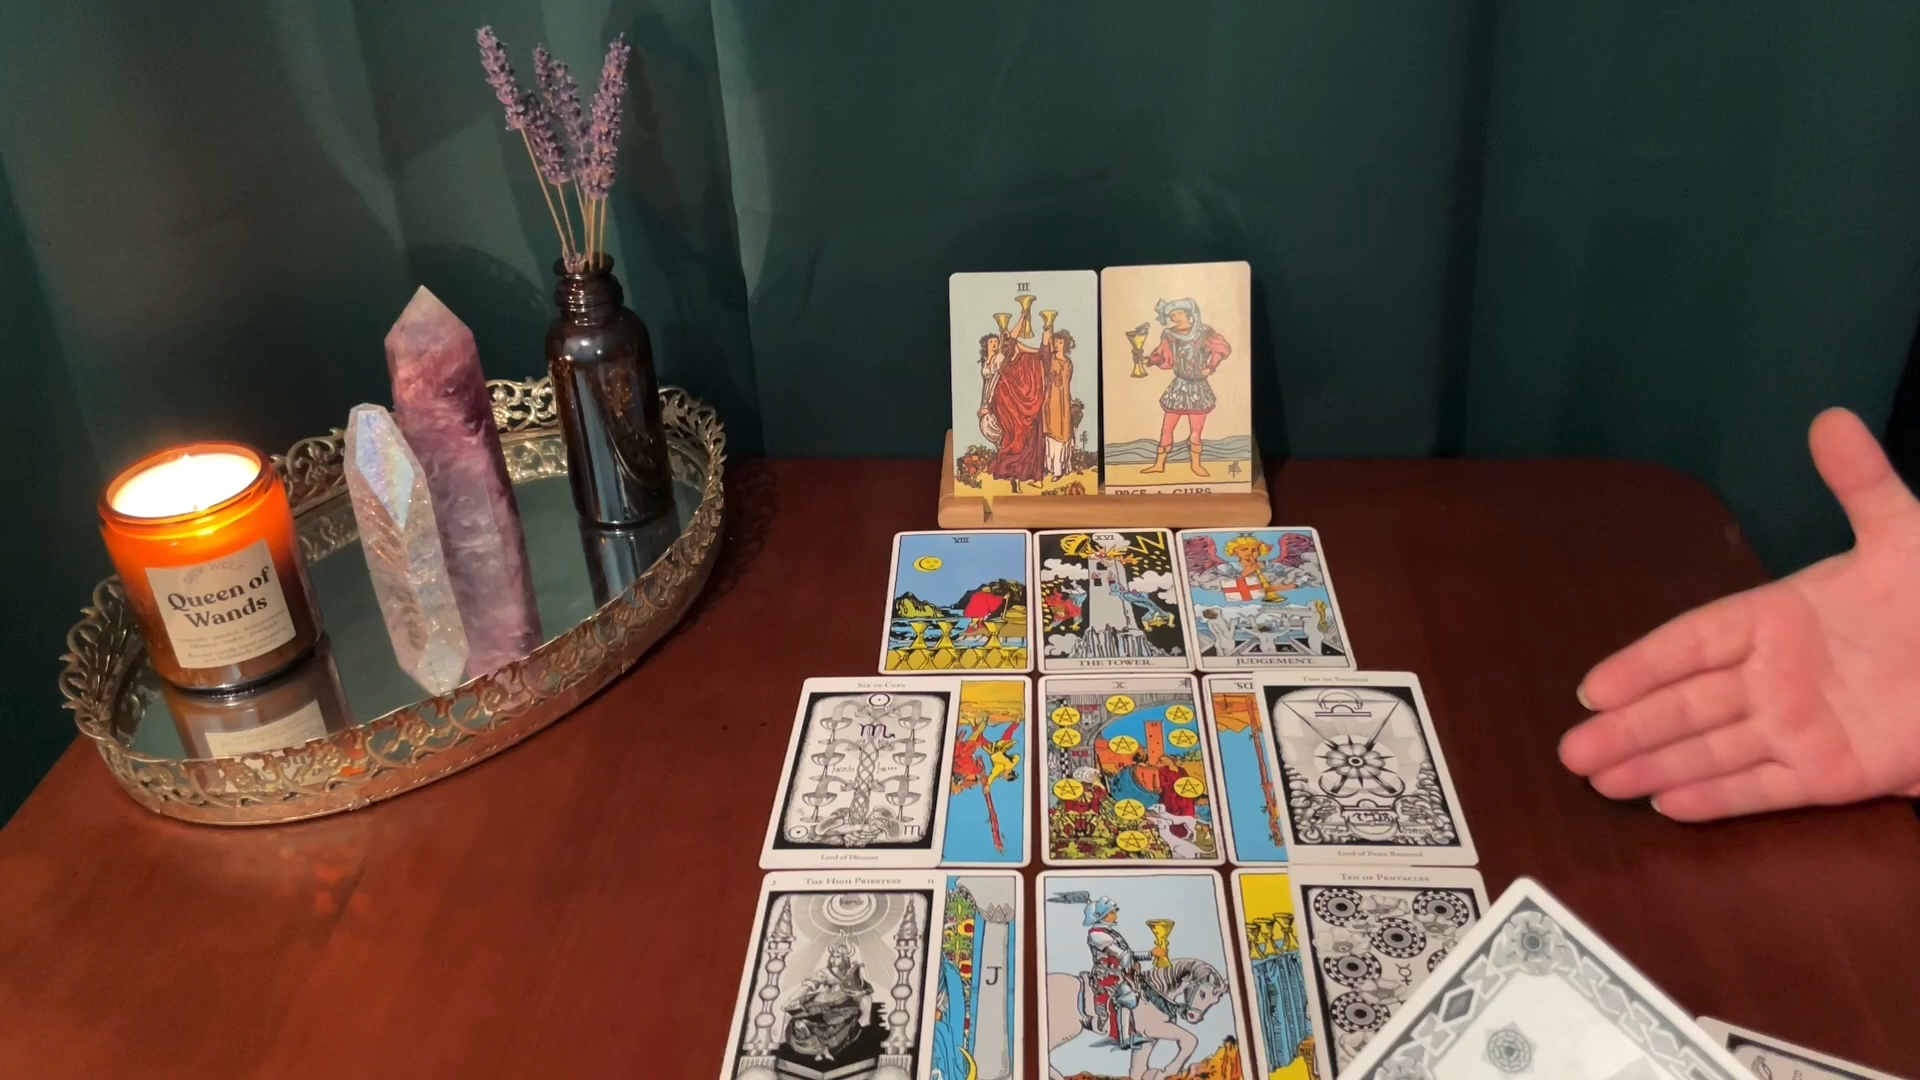 Queen of
Wands
III
PAGE of CUPS.
VIII
XVI
THE TOWER.
XX
JUDGEMENT.
Six of Cups
Lord of Pleasure
X
Two of Swords
Lord of Peace Restored
The High Priestess II
J
Ten of Pentacles